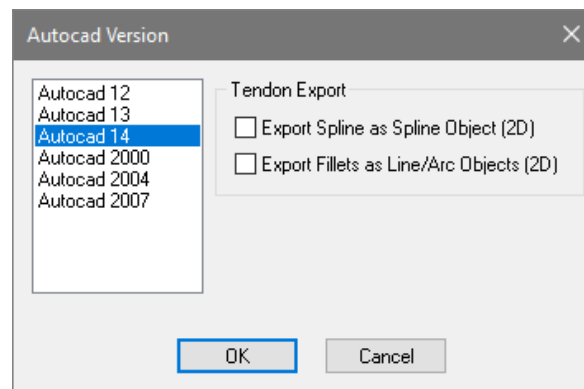 Autocad Version
Autocad 12
Autocad 13
Autocad 14
Autocad 2000
Autocad 2004
Autocad 2007
Tendon Export
Export Spline as Spline Object (2D)
Export Fillets as Line/Arc Objects (2D)
OK
Cancel